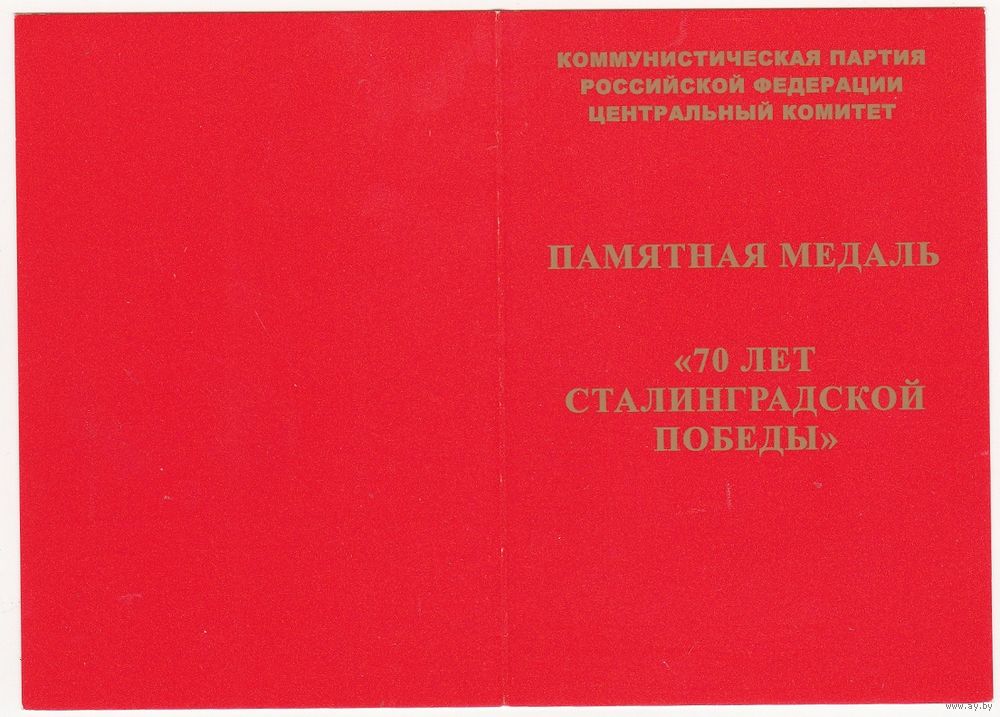 КОММУНИСТИЧЕСКАЯ ПАРТИЯ
РОССИЙСКОЙ ФЕДЕРАЦИИ
ЦЕНТРАЛЬНЫЙ КОМИТЕТ
ПАМЯТНАЯ МЕДАЛЬ
«70 ЛЕТ
СТАЛИНГРАДСКОЙ
ПОБЕДЫ»
www.ay.by